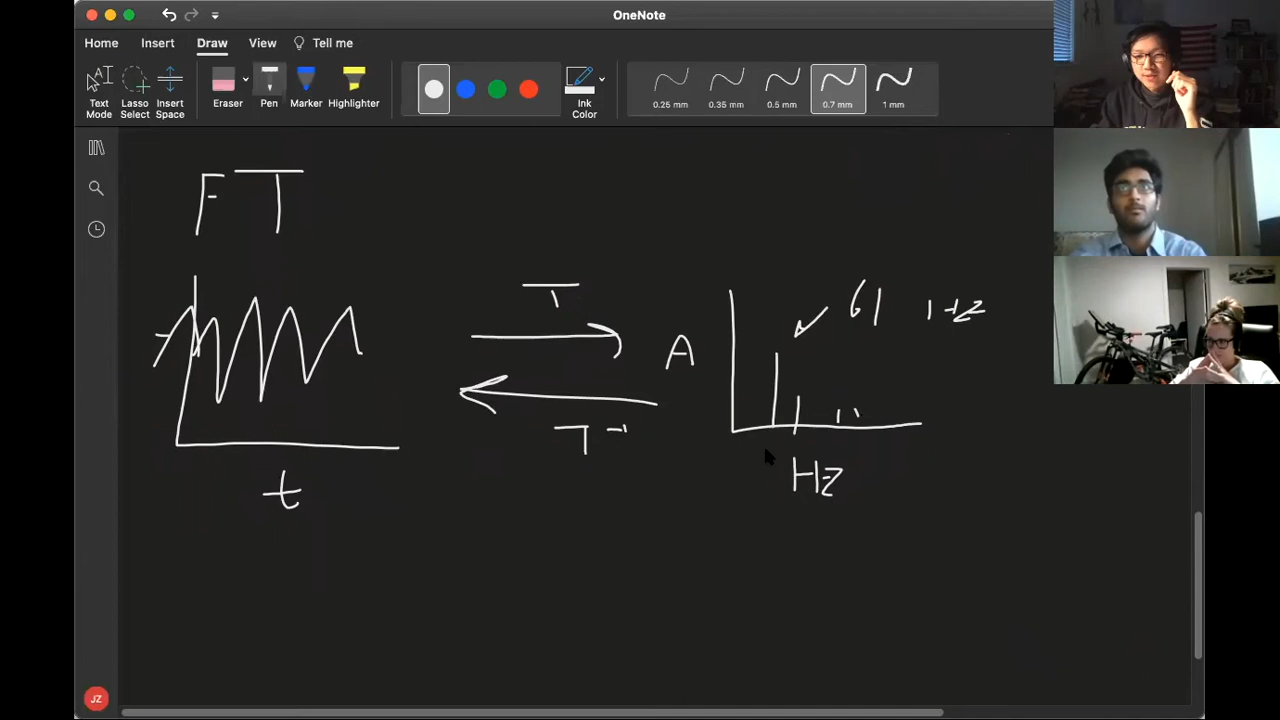 OneNote
Home Insert Draw View Tell me
Text Mode Lasso Select Insert Space Eraser Pen Marker Highlighter Ink Color 0.25 mm 0.35 mm 0.5 mm 0.7 mm 1 mm
FT
T
61 Hz
A
T⁻¹
Hz
t
JZ